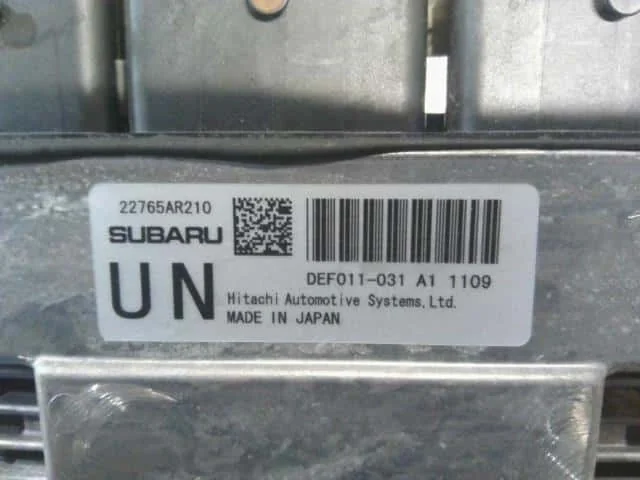 22765AR210
SUBARU
UN
DEF011-031 A1 1109
Hitachi Automotive Systems,Ltd.
MADE IN JAPAN